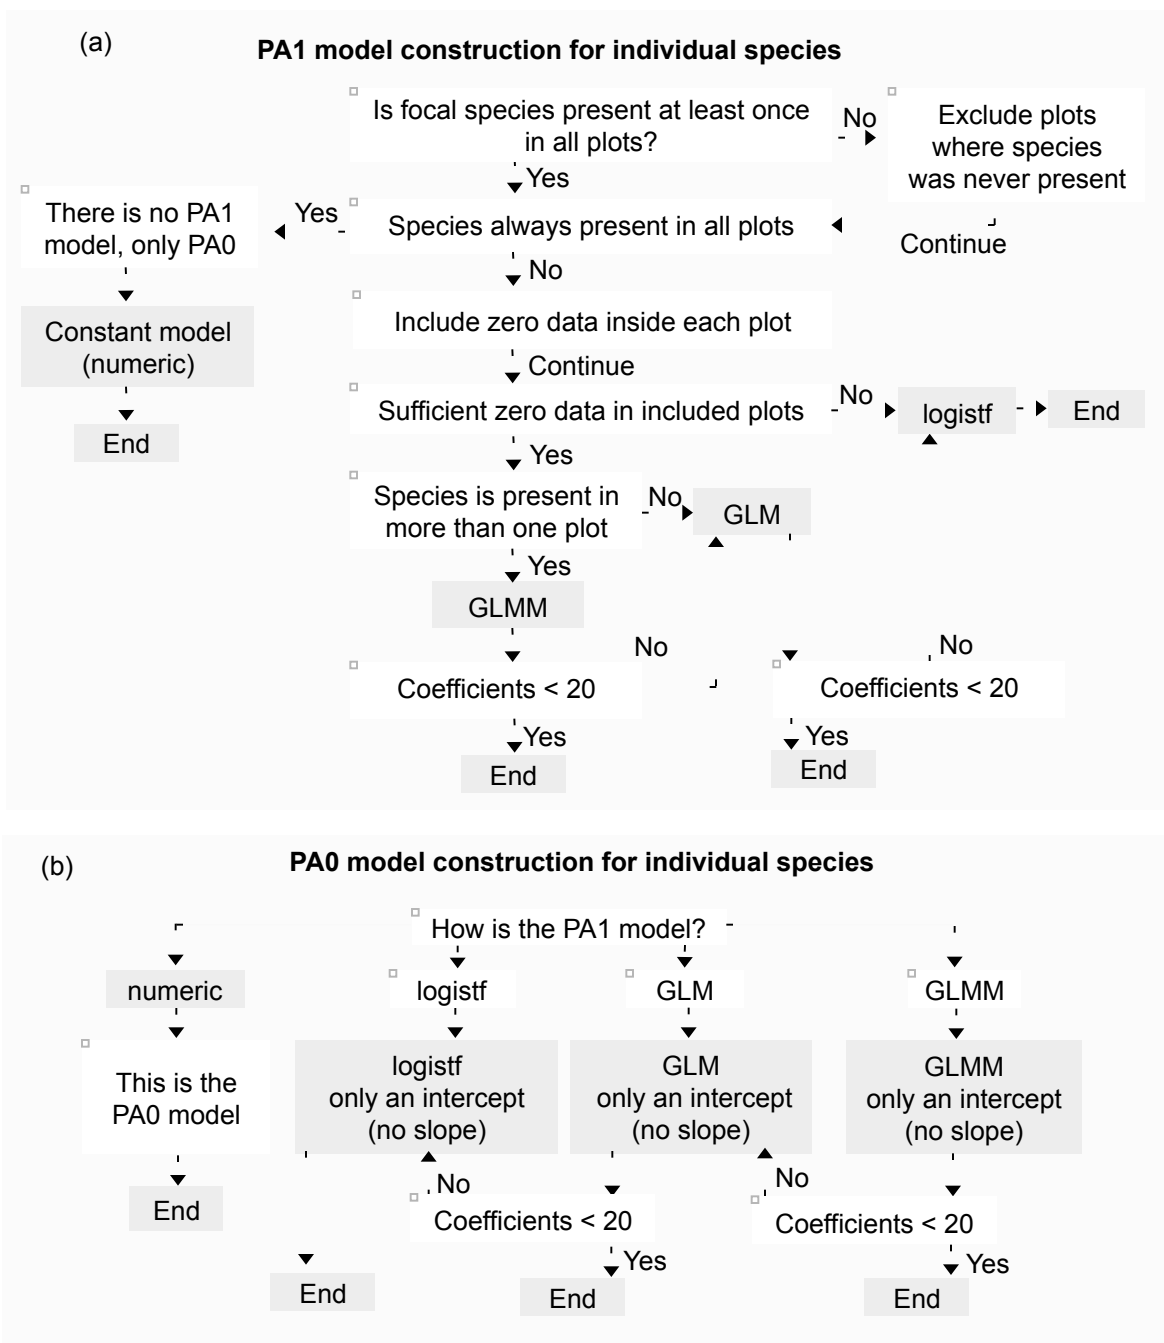 (a)
PA1 model construction for individual species
Is focal species present at least once
in all plots?
No
Exclude plots
where species
was never present
Yes
There is no PA1
model, only PA0
Yes
Species always present in all plots
Continue
No
Constant model
(numeric)
Include zero data inside each plot
Continue
End
Sufficient zero data in included plots
No
logistf
End
Yes
Species is present in
more than one plot
No
GLM
Yes
GLMM
No
No
Coefficients < 20
Coefficients < 20
Yes
Yes
End
End
(b)
PA0 model construction for individual species
How is the PA1 model?
numeric
logistf
GLM
GLMM
This is the
PA0 model
logistf
only an intercept
(no slope)
GLM
only an intercept
(no slope)
GLMM
only an intercept
(no slope)
No
No
End
Coefficients < 20
Coefficients < 20
Yes
Yes
End
End
End